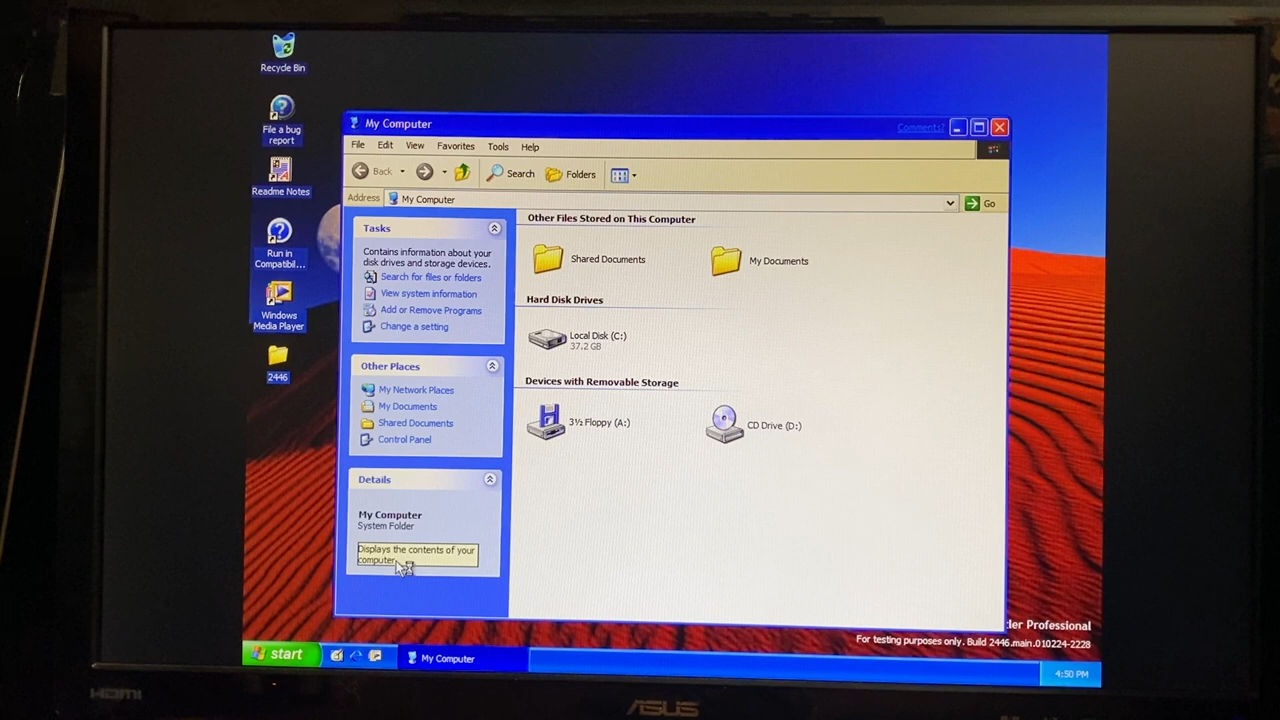 Recycle Bin
File a bug
report
Readme Notes
Run in
Compatibil...
Windows
Media Player
2446
My Computer
Comments?
File Edit View Favorites Tools Help
Back Search Folders
Address My Computer Go
Tasks
Contains information about your
disk drives and storage devices.
Search for files or folders
View system information
Add or Remove Programs
Change a setting
Other Places
My Network Places
My Documents
Shared Documents
Control Panel
Details
My Computer
System Folder
Displays the contents of your
computer
Other Files Stored on This Computer
Shared Documents My Documents
Hard Disk Drives
Local Disk (C:)
37.2 GB
Devices with Removable Storage
3½ Floppy (A:) CD Drive (D:)
ler Professional
For testing purposes only. Build 2446.main.010224-2228
start My Computer 4:50 PM
HDMI ASUS